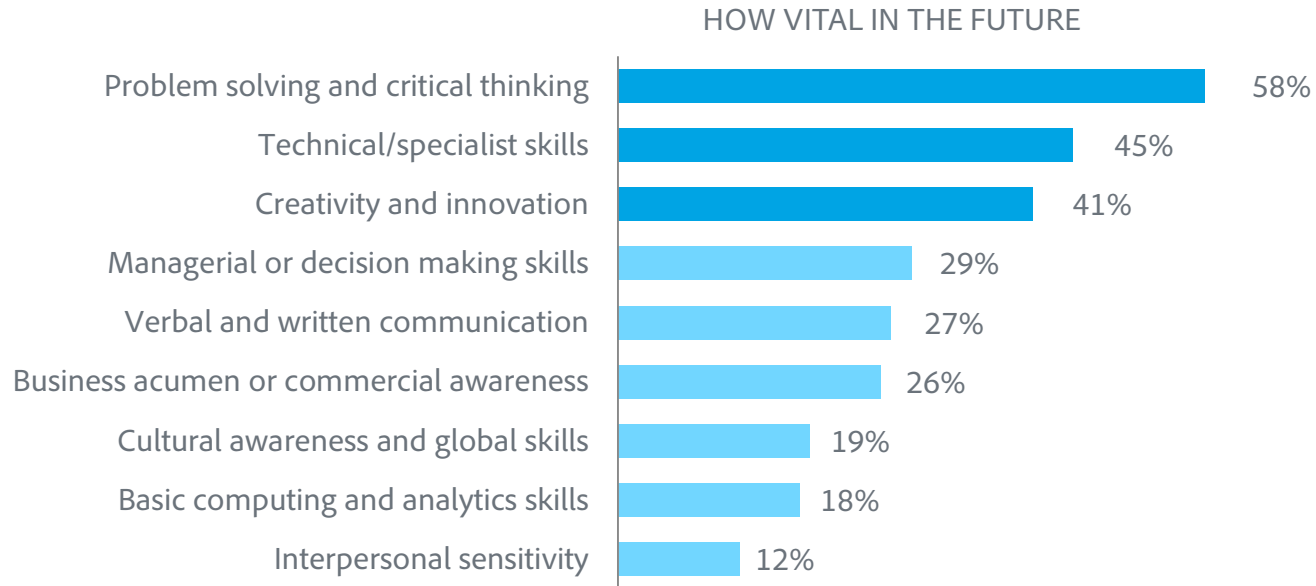 HOW VITAL IN THE FUTURE
Problem solving and critical thinking 58%
Technical/specialist skills 45%
Creativity and innovation 41%
Managerial or decision making skills 29%
Verbal and written communication 27%
Business acumen or commercial awareness 26%
Cultural awareness and global skills 19%
Basic computing and analytics skills 18%
Interpersonal sensitivity 12%